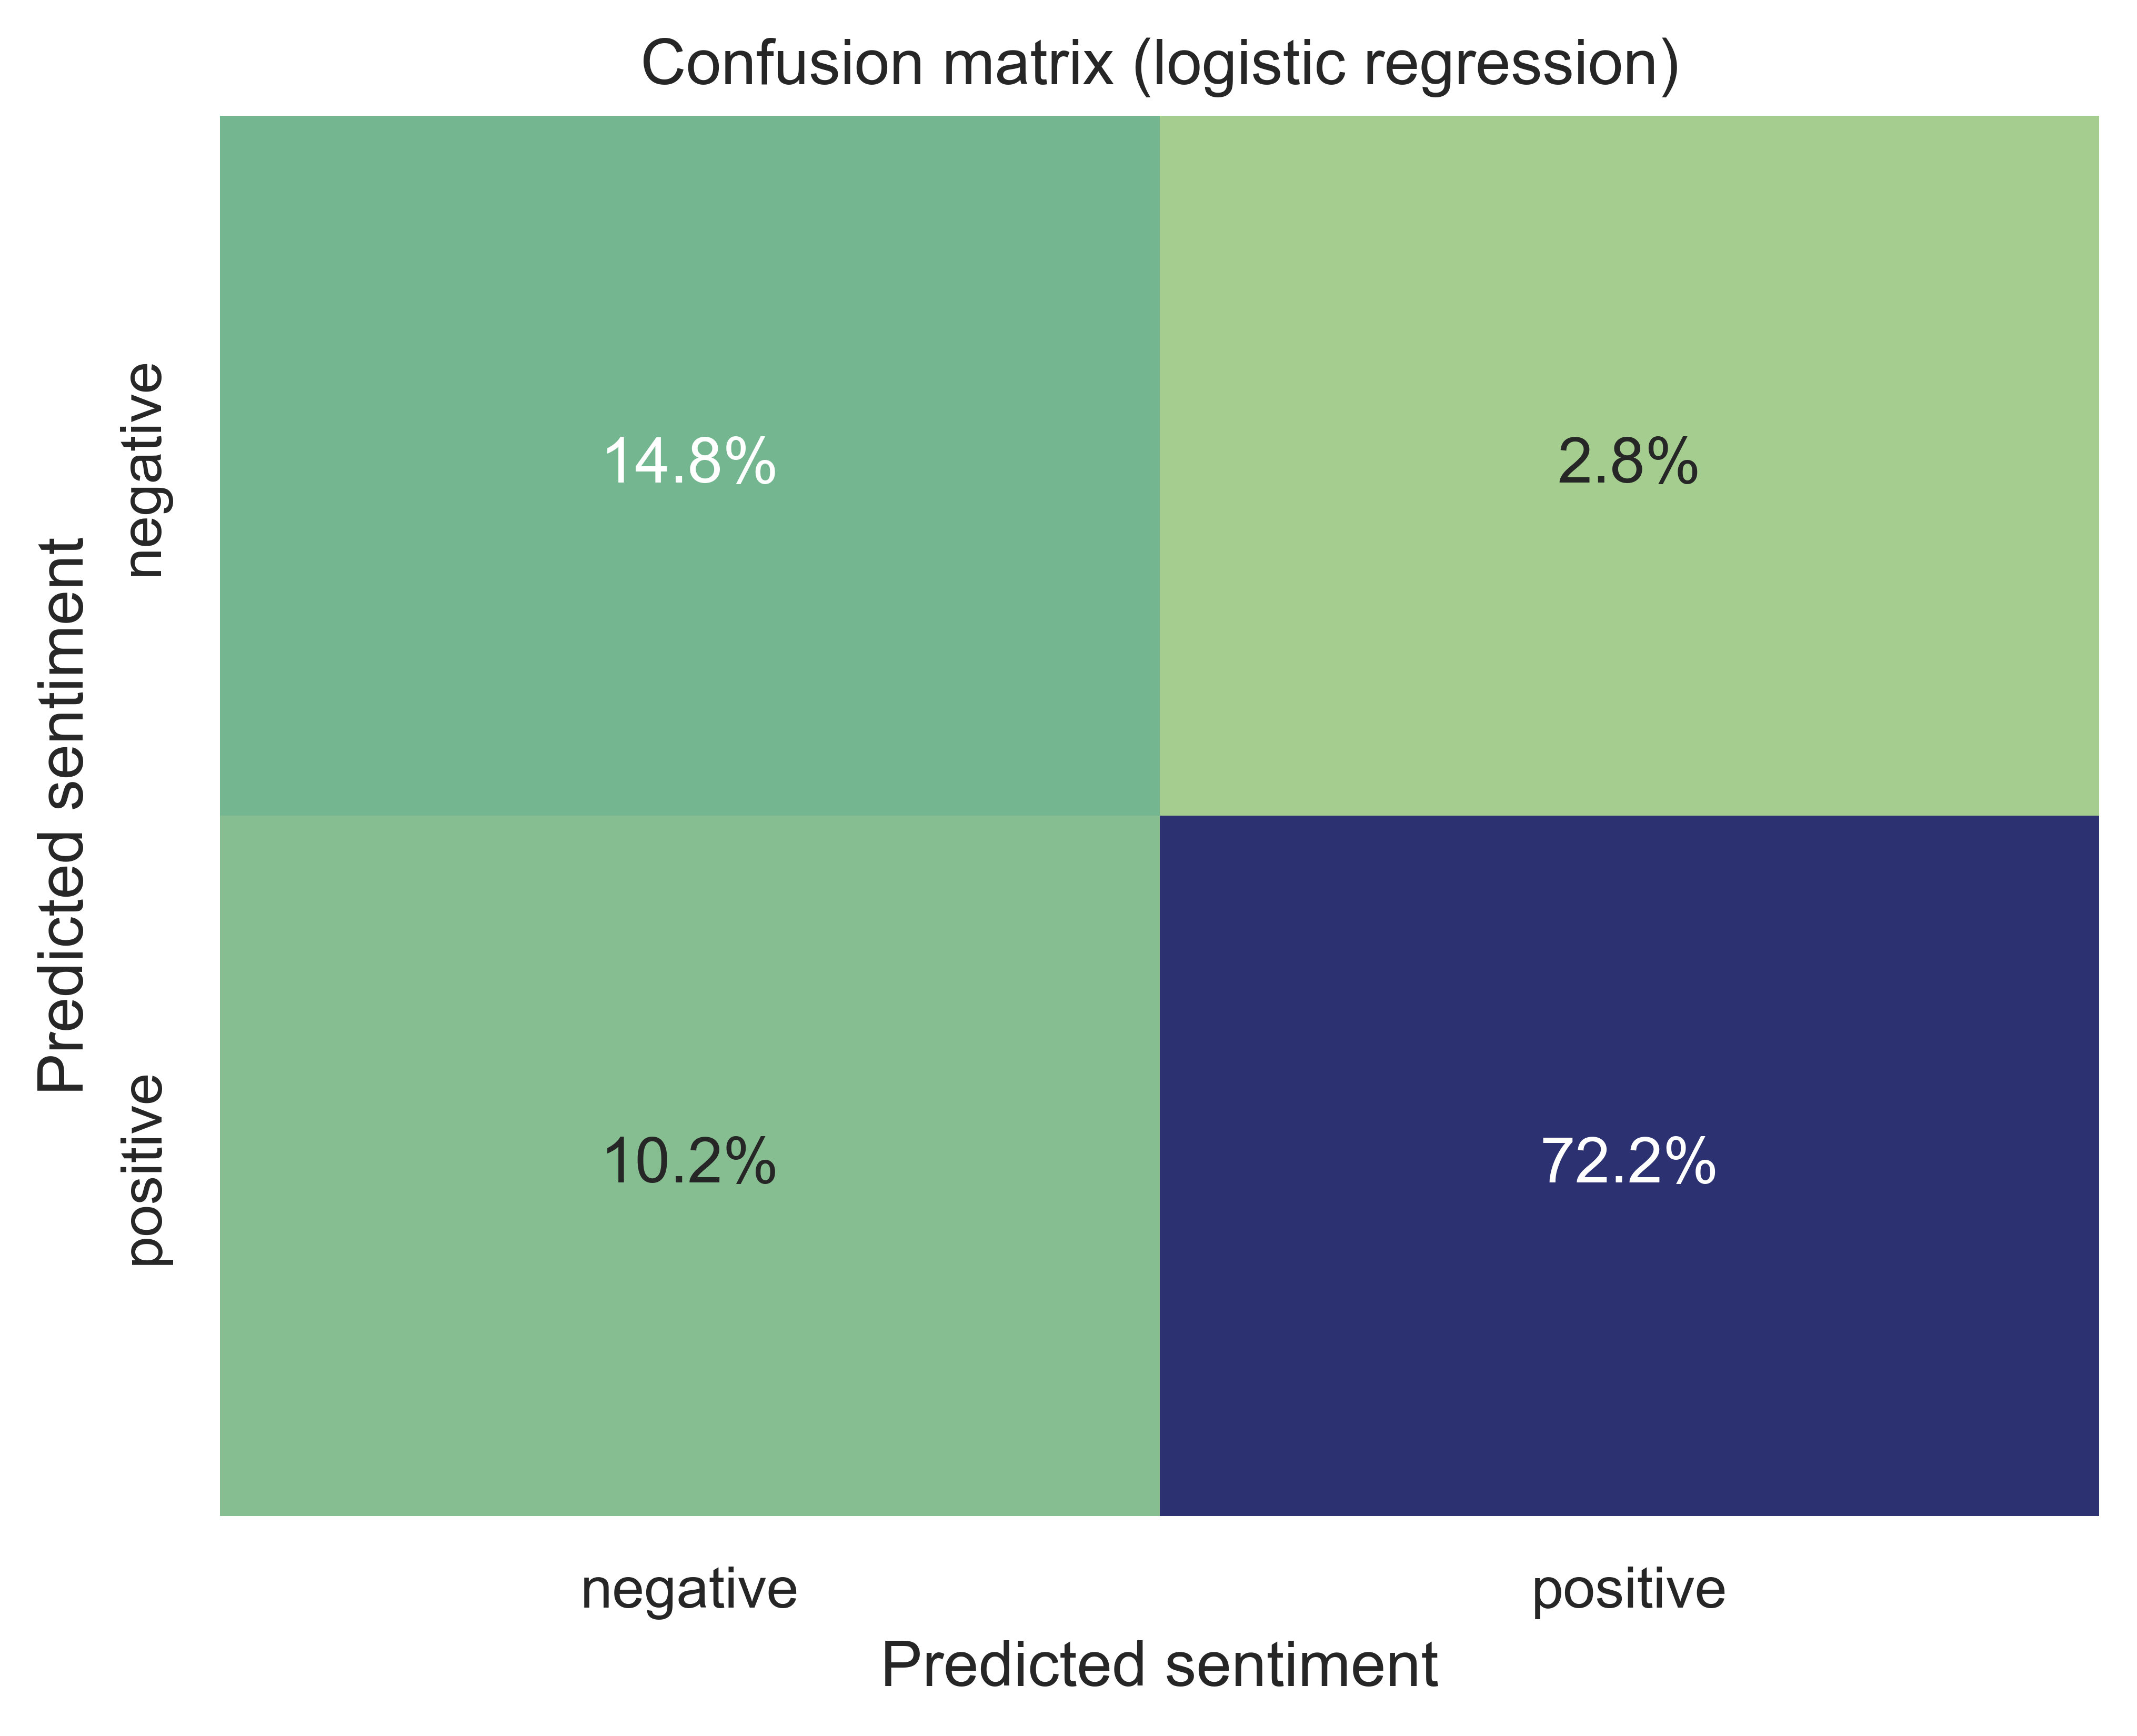 Confusion matrix (logistic regression)
Predicted sentiment
negative
14.8%
2.8%
positive
10.2%
72.2%
negative
positive
Predicted sentiment